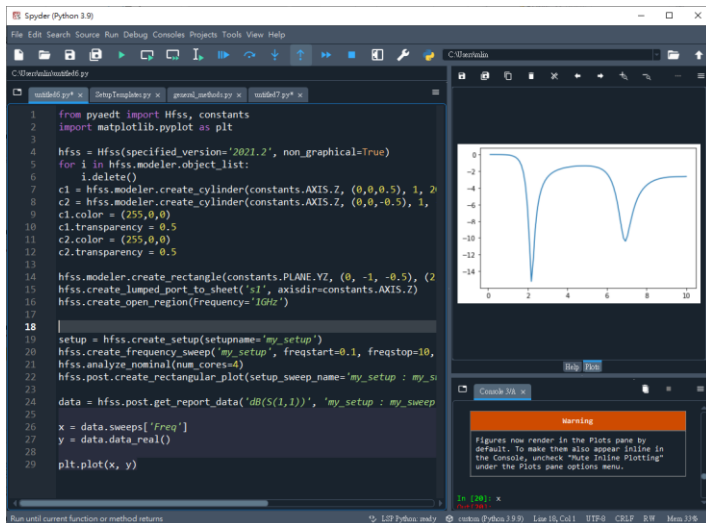 Spyder (Python 3.9)
File Edit Search Source Run Debug Consoles Projects Tools View Help
C:\Users\mlin
C:\Users\mlin\untitled6.py
untitled6.py* SetupTemplates.py general_methods.py untitled7.py*
1 from pyaedt import Hfss, constants
2 import matplotlib.pyplot as plt
3
4 hfss = Hfss(specified_version='2021.2', non_graphical=True)
5 for i in hfss.modeler.object_list:
6 i.delete()
7 c1 = hfss.modeler.create_cylinder(constants.AXIS.Z, (0,0,0.5), 1, 20
8 c2 = hfss.modeler.create_cylinder(constants.AXIS.Z, (0,0,-0.5), 1,
9 c1.color = (255,0,0)
10 c1.transparency = 0.5
11 c2.color = (255,0,0)
12 c2.transparency = 0.5
13
14 hfss.modeler.create_rectangle(constants.PLANE.YZ, (0, -1, -0.5), (2
15 hfss.create_lumped_port_to_sheet('s1', axisdir=constants.AXIS.Z)
16 hfss.create_open_region(Frequency='1GHz')
17
18
19 setup = hfss.create_setup(setupname='my_setup')
20 hfss.create_frequency_sweep('my_setup', freqstart=0.1, freqstop=10,
21 hfss.analyze_nominal(num_cores=4)
22 hfss.post.create_rectangular_plot(setup_sweep_name='my_setup : my_s
23
24 data = hfss.post.get_report_data('dB(S(1,1))', 'my_setup : my_sweep
25
26 x = data.sweeps['Freq']
27 y = data.data_real()
28
29 plt.plot(x, y)
0
−2
−4
−6
−8
−10
−12
−14
0 2 4 6 8 10
Help Plots
Console 3/A
Warning
Figures now render in the Plots pane by
default. To make them also appear inline in
the Console, uncheck "Mute Inline Plotting"
under the Plots pane options menu.
In [20]: x
Out[20]:
Run until current function or method returns
LSP Python: ready custom (Python 3.9.9) Line 18, Col 1 UTF-8 CRLF RW Mem 33%